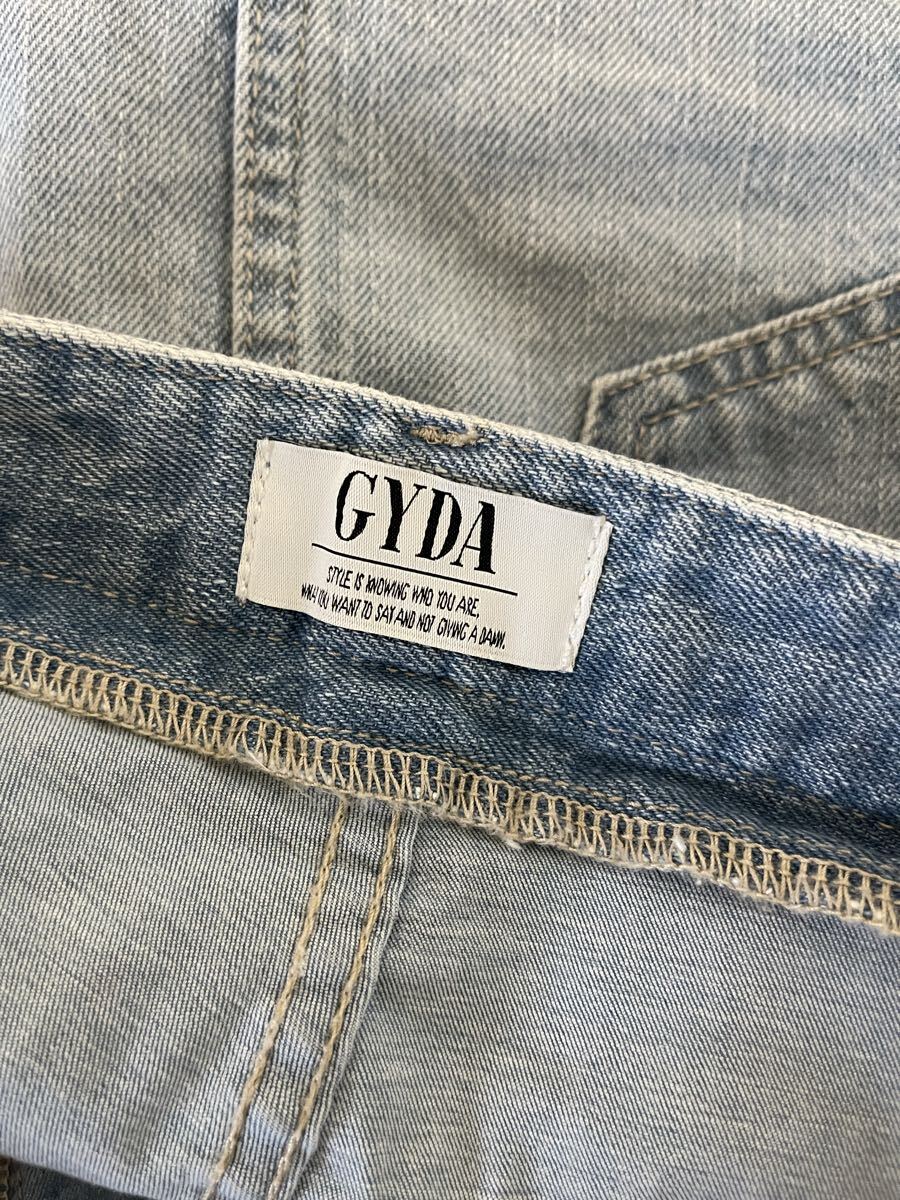 GYDA
STYLE IS KNOWING WHO YOU ARE,
WHAT YOU WANT TO SAY AND NOT GIVING A DAMN.